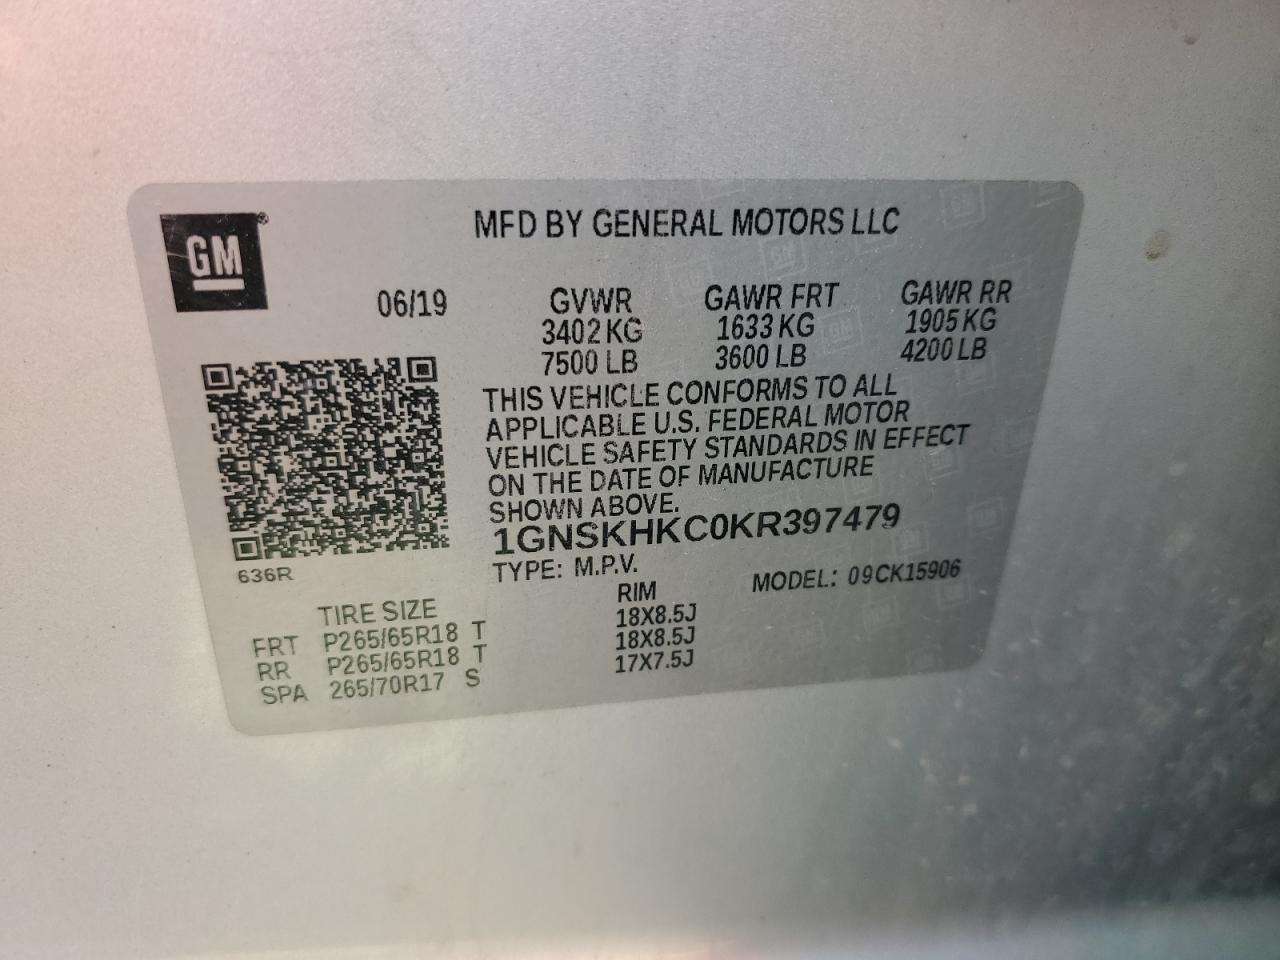 GM®
MFD BY GENERAL MOTORS LLC
06/19 GVWR GAWR FRT GAWR RR
3402 KG 1633 KG 1905 KG
7500 LB 3600 LB 4200 LB
THIS VEHICLE CONFORMS TO ALL
APPLICABLE U.S. FEDERAL MOTOR
VEHICLE SAFETY STANDARDS IN EFFECT
ON THE DATE OF MANUFACTURE
SHOWN ABOVE.
1GNSKHKC0KR397479
636R
TYPE: M.P.V. MODEL: 09CK15906
TIRE SIZE RIM
FRT P265/65R18 T 18X8.5J
RR P265/65R18 T 18X8.5J
SPA 265/70R17 S 17X7.5J